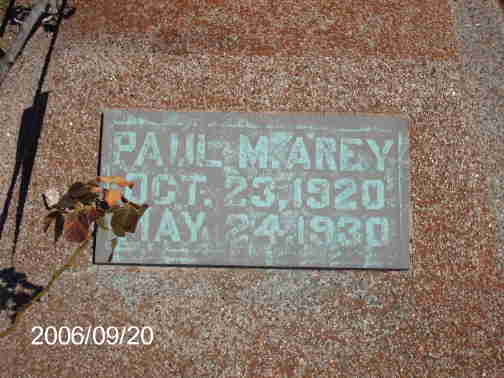 PAUL M. AREY
OCT. 23, 1920
MAY 24, 1930
2006/09/20